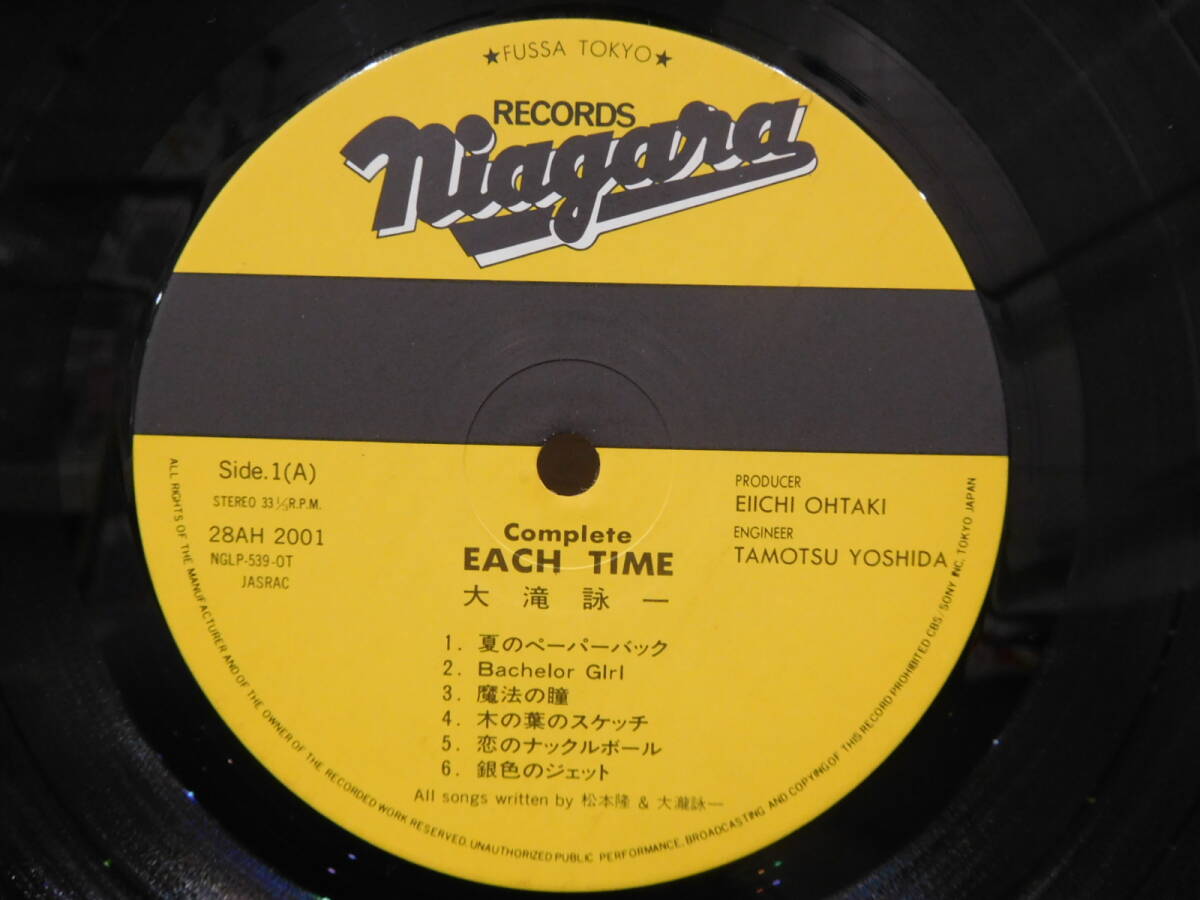 ★FUSSA TOKYO★
RECORDS
Niagara
Side.1(A)
STEREO 33 1/3 R.P.M.
28AH 2001
NGLP-539-OT
JASRAC
PRODUCER
EIICHI OHTAKI
ENGINEER
TAMOTSU YOSHIDA
Complete
EACH TIME
大滝詠一
1. 夏のペーパーバック
2. Bachelor GIrl
3. 魔法の瞳
4. 木の葉のスケッチ
5. 恋のナックルボール
6. 銀色のジェット
All songs written by 松本隆 & 大瀧詠一
ALL RIGHTS OF THE MANUFACTURER AND OF THE OWNER OF THE RECORDED WORK RESERVED. UNAUTHORIZED PUBLIC PERFORMANCE, BROADCASTING AND COPYING OF THIS RECORD PROHIBITED CBS/SONY INC. TOKYO JAPAN